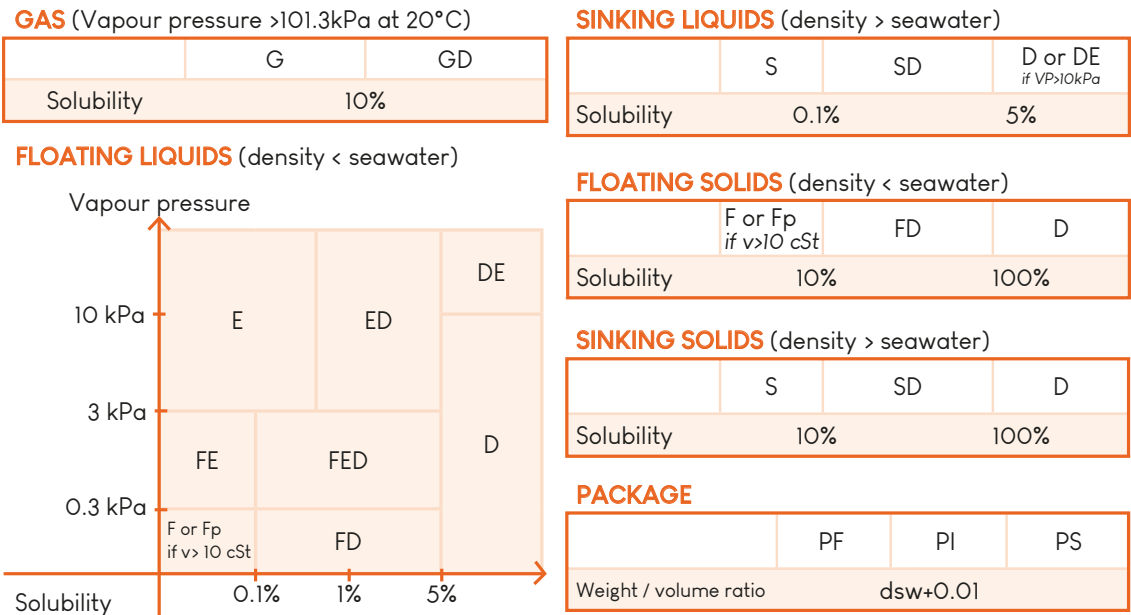 GAS (Vapour pressure >101.3kPa at 20°C)
G GD
Solubility 10%
FLOATING LIQUIDS (density < seawater)
Vapour pressure
DE
10 kPa E ED
3 kPa
FE FED D
0.3 kPa
F or Fp
if v> 10 cSt FD
Solubility 0.1% 1% 5%
SINKING LIQUIDS (density > seawater)
S SD D or DE
if VP>10kPa
Solubility 0.1% 5%
FLOATING SOLIDS (density < seawater)
F or Fp FD D
if v>10 cSt
Solubility 10% 100%
SINKING SOLIDS (density > seawater)
S SD D
Solubility 10% 100%
PACKAGE
PF PI PS
Weight / volume ratio dsw+0.01